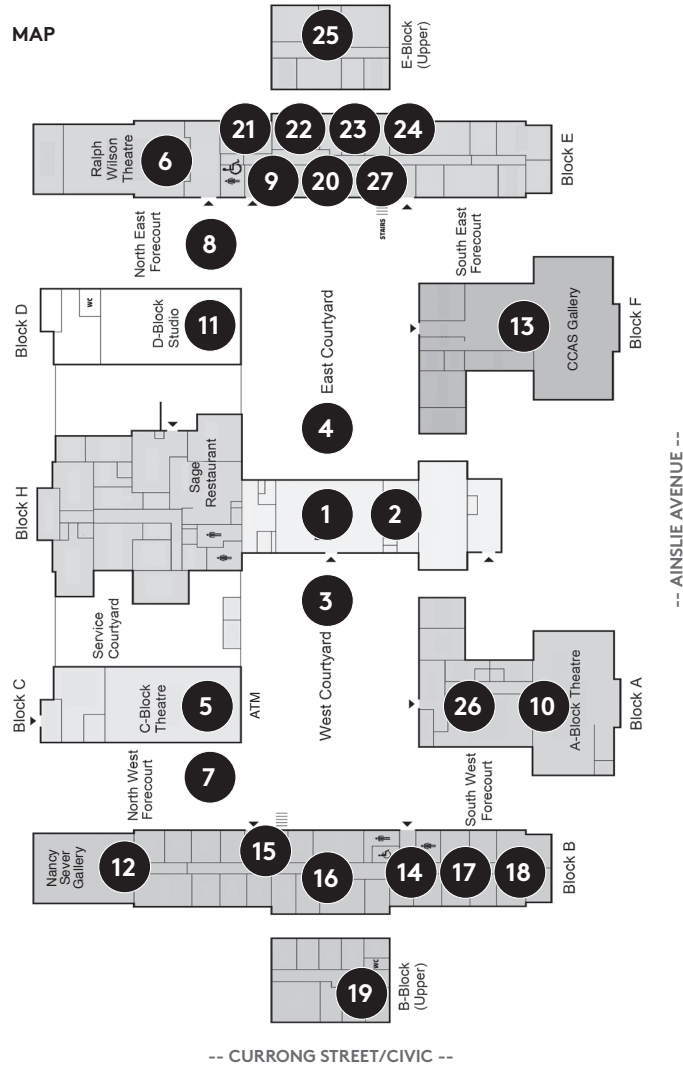 MAP
25
E-Block
(Upper)
21
22
23
24
Ralph
Wilson
Theatre
6
9
20
27
Block E
STAIRS
North East
Forecourt
8
South East
Forecourt
Block D
WC
D-Block
Studio
11
East Courtyard
13
CCAS Gallery
Block F
4
Block H
Sage
Restaurant
1
2
-- AINSLIE AVENUE --
3
Service
Courtyard
West Courtyard
Block C
C-Block
Theatre
5
ATM
26
10
A-Block Theatre
Block A
North West
Forecourt
7
South West
Forecourt
Nancy
Sever
Gallery
12
15
16
14
17
18
Block B
WC
19
B-Block
(Upper)
-- CURRONG STREET/CIVIC --